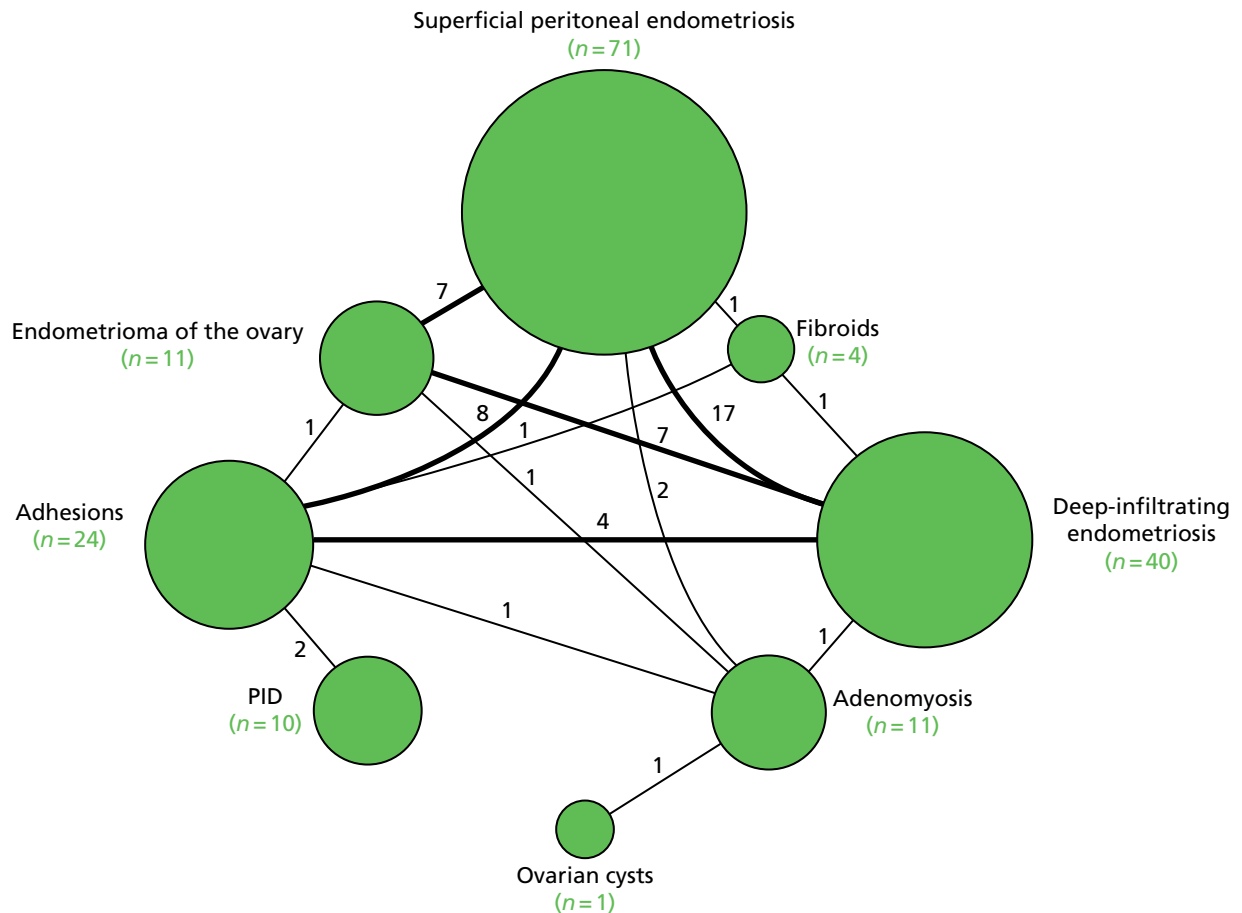 Superficial peritoneal endometriosis
(n=71)
7
1
Endometrioma of the ovary
(n=11)
Fibroids
(n=4)
1
8
1
17
1
7
1
2
Adhesions
(n=24)
4
Deep-infiltrating
endometriosis
(n=40)
1
1
2
PID
(n=10)
Adenomyosis
(n=11)
1
Ovarian cysts
(n=1)